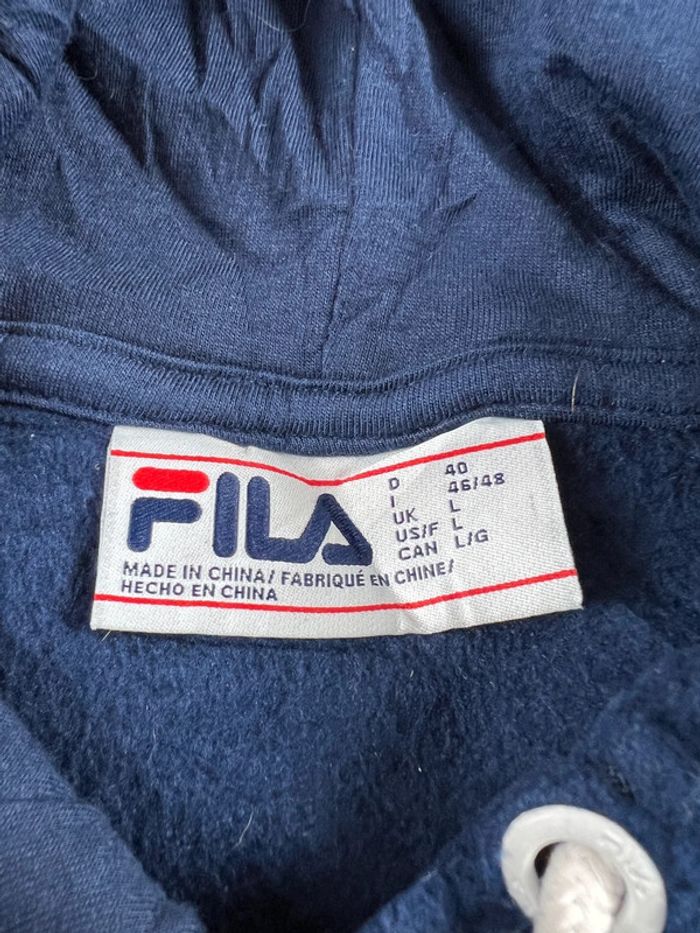 FILA
D 40
I 46/48
UK L
US/F L
CAN L/G
MADE IN CHINA/ FABRIQUÉ EN CHINE/
HECHO EN CHINA